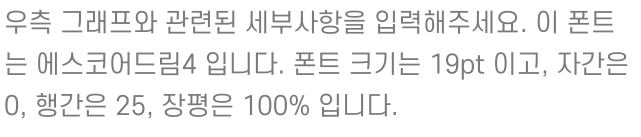 우측 그래프와 관련된 세부사항을 입력해주세요. 이 폰트
는 에스코어드림4 입니다. 폰트 크기는 19pt 이고, 자간은
0, 행간은 25, 장평은 100% 입니다.